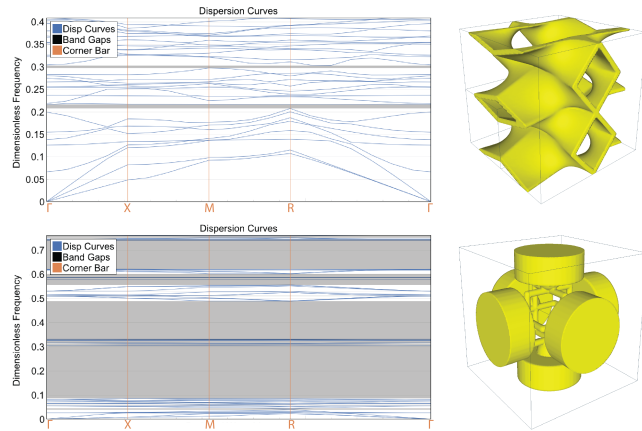 Dispersion Curves
Disp Curves
Band Gaps
Corner Bar
Dimensionless Frequency
0.4
0.35
0.3
0.25
0.2
0.15
0.1
0.05
0
Γ X M R Γ
Dispersion Curves
Disp Curves
Band Gaps
Corner Bar
Dimensionless Frequency
0.7
0.6
0.5
0.4
0.3
0.2
0.1
0
Γ X M R Γ